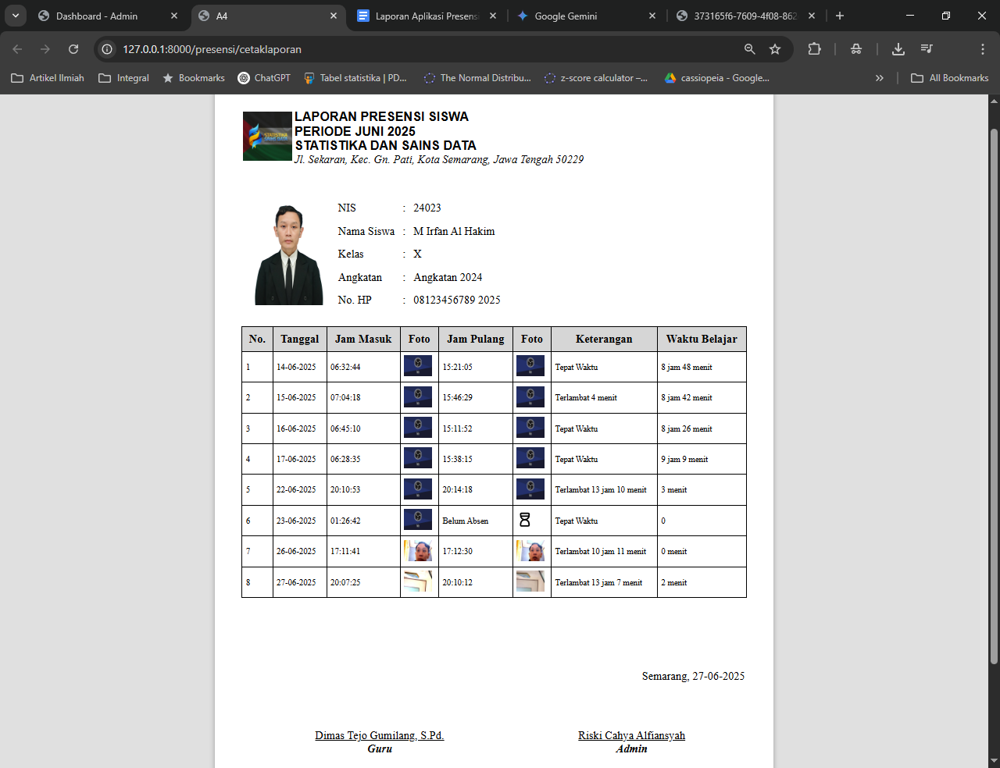 Dashboard - Admin
A4
Laporan Aplikasi Presensi
Google Gemini
373165f6-7609-4f08-862
127.0.0.1:8000/presensi/cetaklaporan
Artikel Ilmiah
Integral
Bookmarks
ChatGPT
Tabel statistika | PD...
The Normal Distribu...
z-score calculator –...
cassiopeia - Google...
All Bookmarks
STATISTIKA
LAPORAN PRESENSI SISWA
PERIODE JUNI 2025
STATISTIKA DAN SAINS DATA
Jl. Sekaran, Kec. Gn. Pati, Kota Semarang, Jawa Tengah 50229
NIS : 24023
Nama Siswa : M Irfan Al Hakim
Kelas : X
Angkatan : Angkatan 2024
No. HP : 08123456789 2025
No. Tanggal Jam Masuk Foto Jam Pulang Foto Keterangan Waktu Belajar
1 14-06-2025 06:32:44 15:21:05 Tepat Waktu 8 jam 48 menit
2 15-06-2025 07:04:18 15:46:29 Terlambat 4 menit 8 jam 42 menit
3 16-06-2025 06:45:10 15:11:52 Tepat Waktu 8 jam 26 menit
4 17-06-2025 06:28:35 15:38:15 Tepat Waktu 9 jam 9 menit
5 22-06-2025 20:10:53 20:14:18 Terlambat 13 jam 10 menit 3 menit
6 23-06-2025 01:26:42 Belum Absen Tepat Waktu 0
7 26-06-2025 17:11:41 17:12:30 Terlambat 10 jam 11 menit 0 menit
8 27-06-2025 20:07:25 20:10:12 Terlambat 13 jam 7 menit 2 menit
Semarang, 27-06-2025
Dimas Tejo Gumilang, S.Pd. Riski Cahya Alfiansyah
Guru Admin